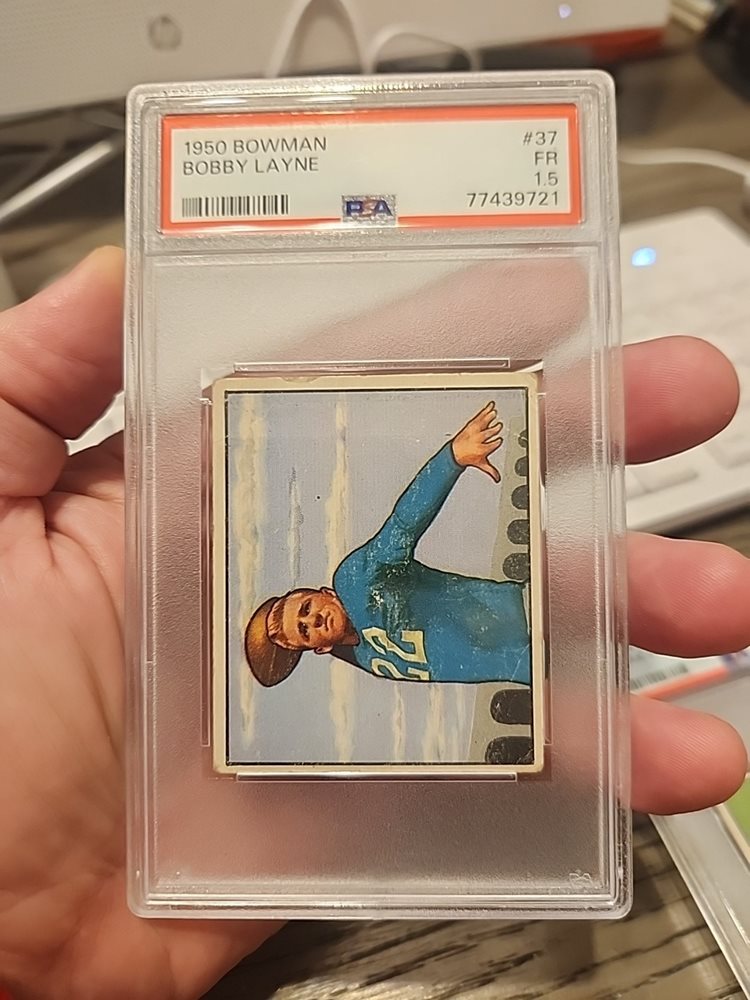 1950 BOWMAN #37
BOBBY LAYNE FR
1.5
PSA 77439721
22